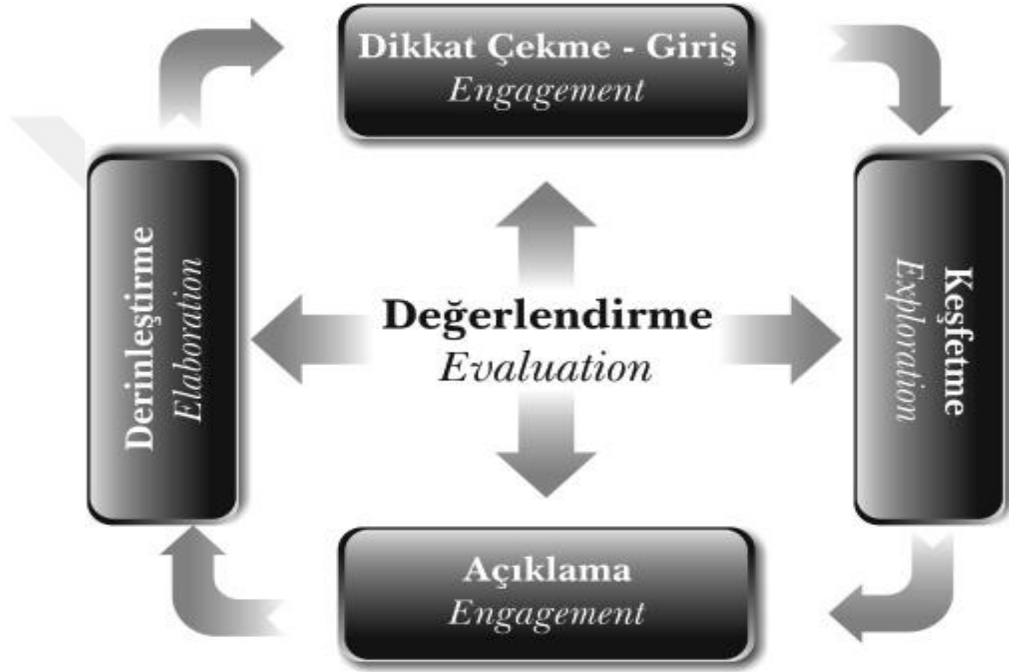 Dikkat Çekme - Giriş
Engagement
Keşfetme
Exploration
Değerlendirme
Evaluation
Derinleştirme
Elaboration
Açıklama
Engagement